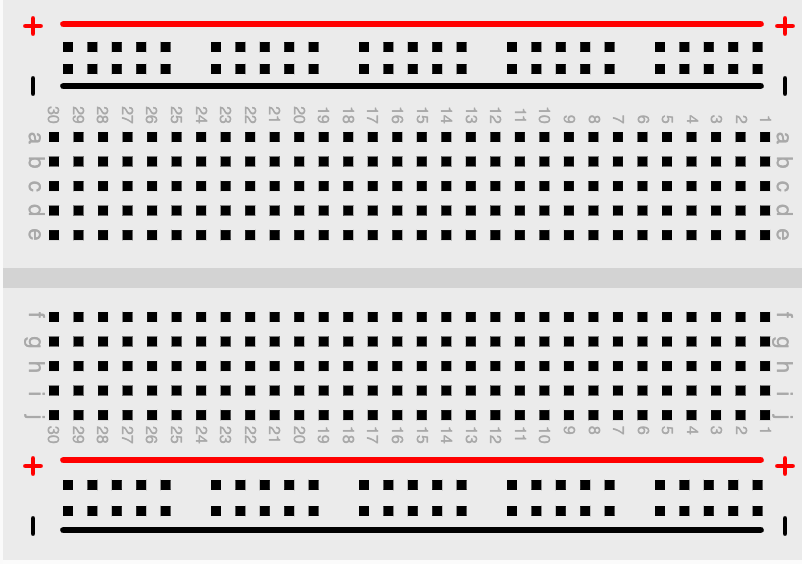 + +
- -
30 29 28 27 26 25 24 23 22 21 20 19 18 17 16 15 14 13 12 11 10 9 8 7 6 5 4 3 2 1
a a
b b
c c
d d
e e
f f
g g
h h
i i
j j
30 29 28 27 26 25 24 23 22 21 20 19 18 17 16 15 14 13 12 11 10 9 8 7 6 5 4 3 2 1
+ +
- -